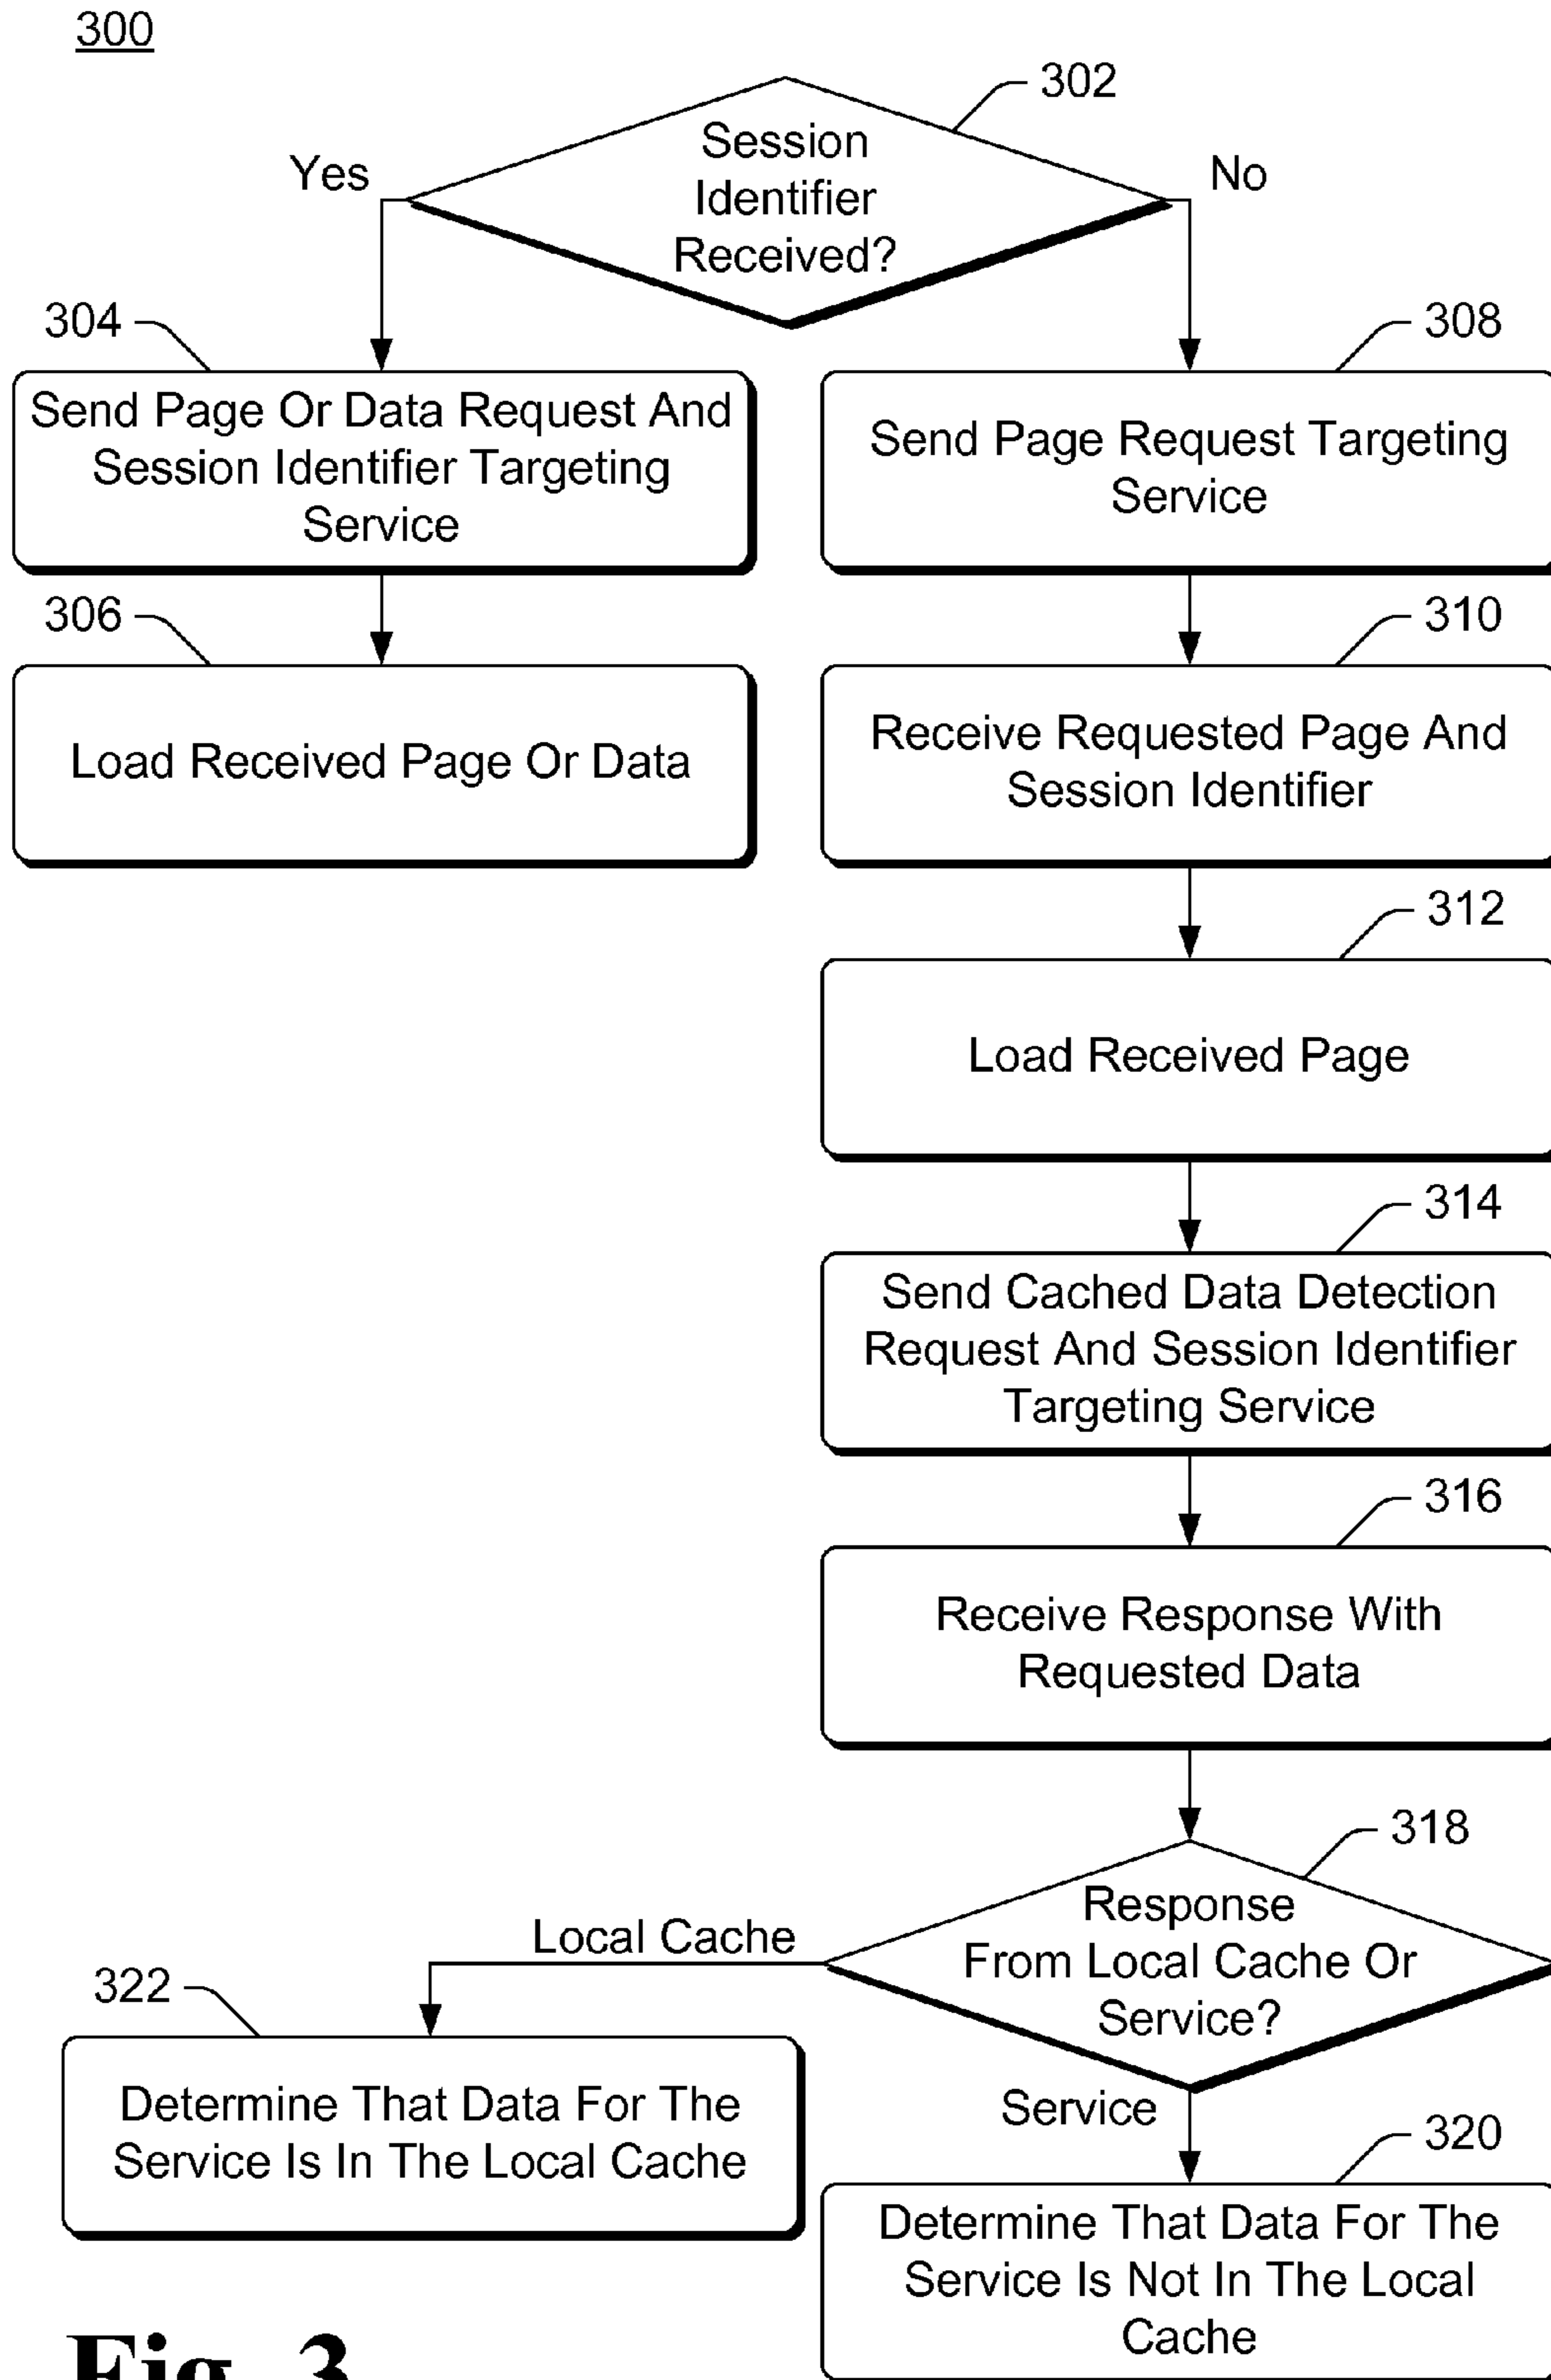 300
302
Session
Identifier
Received?
Yes
No
304
Send Page Or Data Request And
Session Identifier Targeting
Service
308
Send Page Request Targeting
Service
306
Load Received Page Or Data
310
Receive Requested Page And
Session Identifier
312
Load Received Page
314
Send Cached Data Detection
Request And Session Identifier
Targeting Service
316
Receive Response With
Requested Data
318
Response
From Local Cache Or
Service?
Local Cache
322
Determine That Data For The
Service Is In The Local Cache
Service
320
Determine That Data For The
Service Is Not In The Local
Cache
Fig. 3